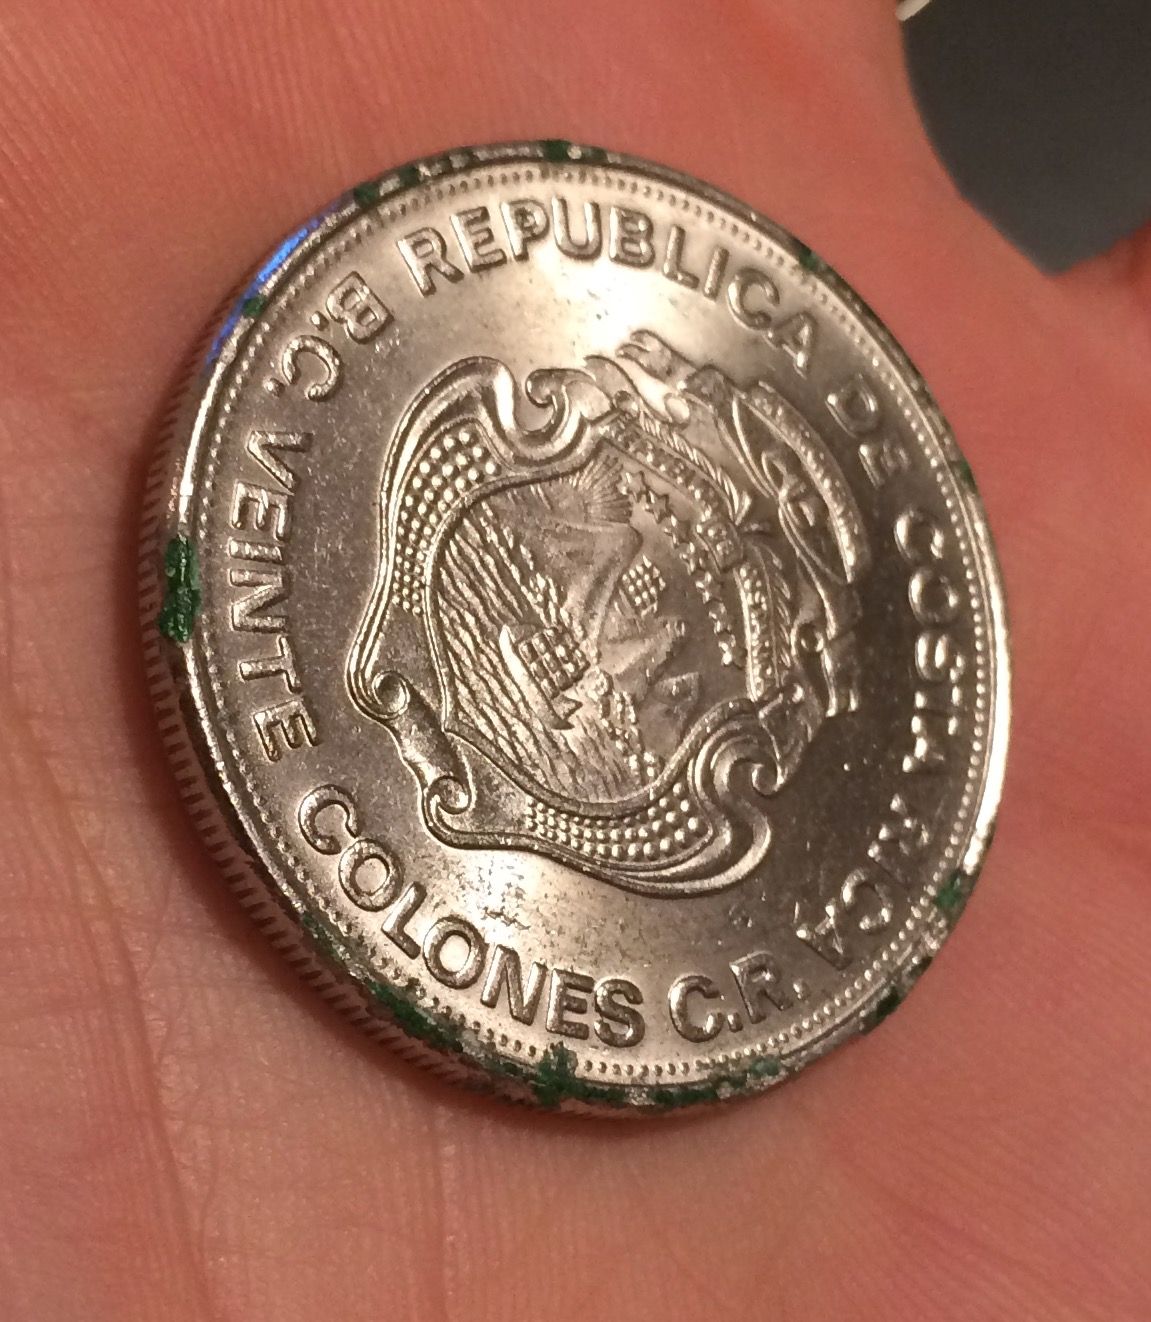 REPUBLICA DE COSTA RICA
B.C. VEINTE COLONES C.R.